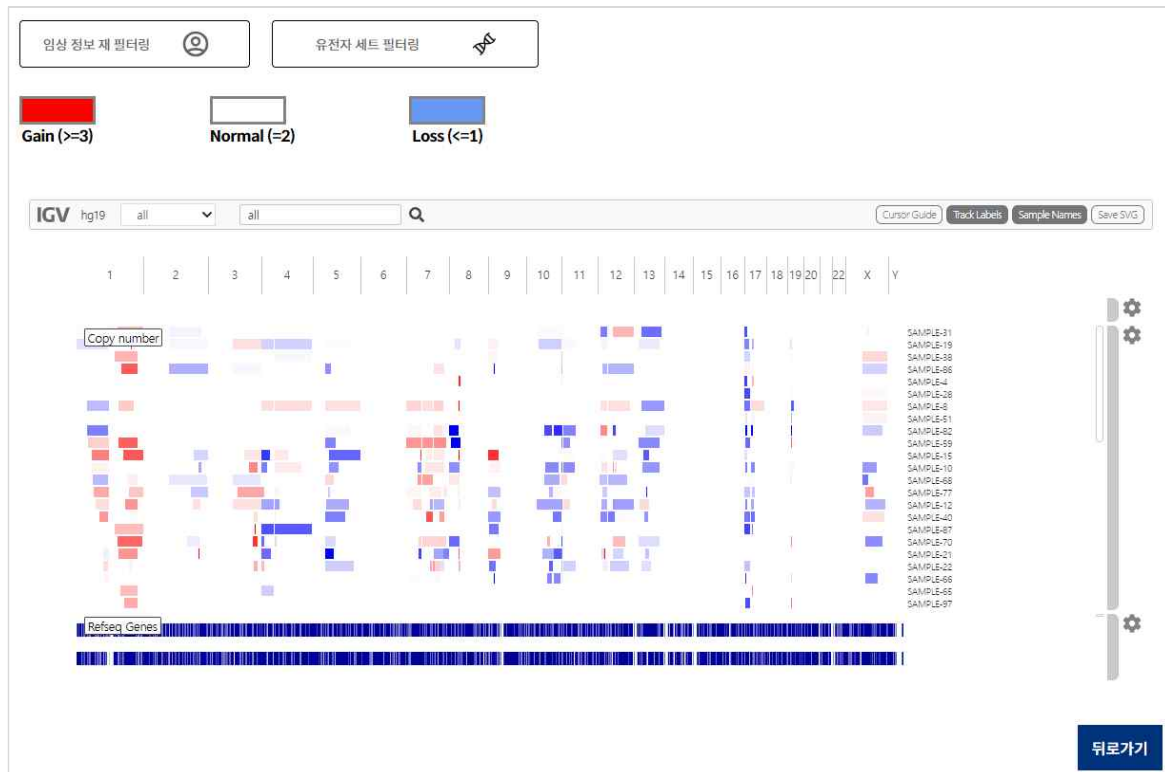 임상 정보 재 필터링
유전자 세트 필터링
Gain (>=3)
Normal (=2)
Loss (<=1)
IGV hg19 all all Cursor Guide Track Labels Sample Names Save SVG
1 2 3 4 5 6 7 8 9 10 11 12 13 14 15 16 17 18 19 20 22 X Y
Copy number
SAMPLE-31
SAMPLE-19
SAMPLE-38
SAMPLE-86
SAMPLE-4
SAMPLE-28
SAMPLE-8
SAMPLE-51
SAMPLE-82
SAMPLE-59
SAMPLE-15
SAMPLE-10
SAMPLE-68
SAMPLE-77
SAMPLE-12
SAMPLE-40
SAMPLE-87
SAMPLE-70
SAMPLE-21
SAMPLE-22
SAMPLE-66
SAMPLE-65
SAMPLE-97
Refseq Genes
뒤로가기